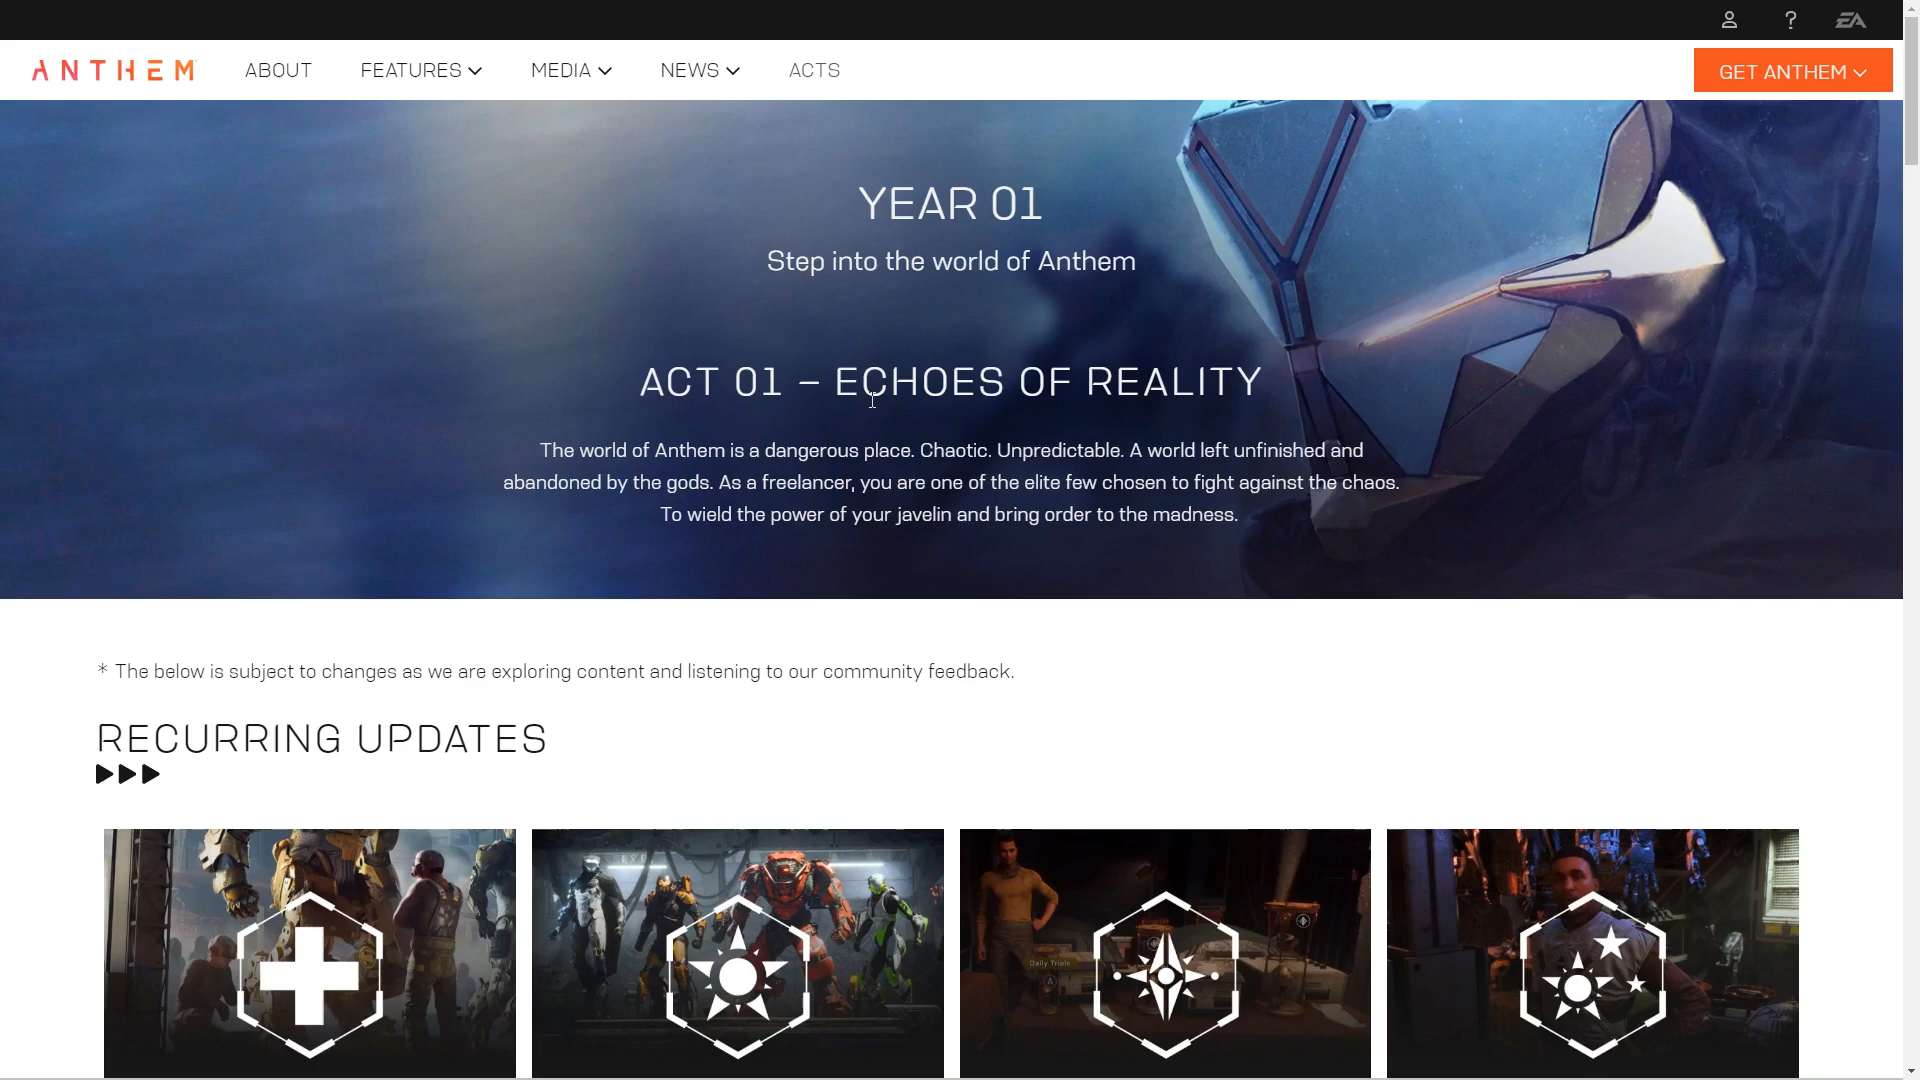 ?
EA
ANTHEM
ABOUT
FEATURES
MEDIA
NEWS
ACTS
GET ANTHEM
YEAR 01
Step into the world of Anthem
ACT 01 – ECHOES OF REALITY
The world of Anthem is a dangerous place. Chaotic. Unpredictable. A world left unfinished and
abandoned by the gods. As a freelancer, you are one of the elite few chosen to fight against the chaos.
To wield the power of your javelin and bring order to the madness.
* The below is subject to changes as we are exploring content and listening to our community feedback.
RECURRING UPDATES
Daily Trials